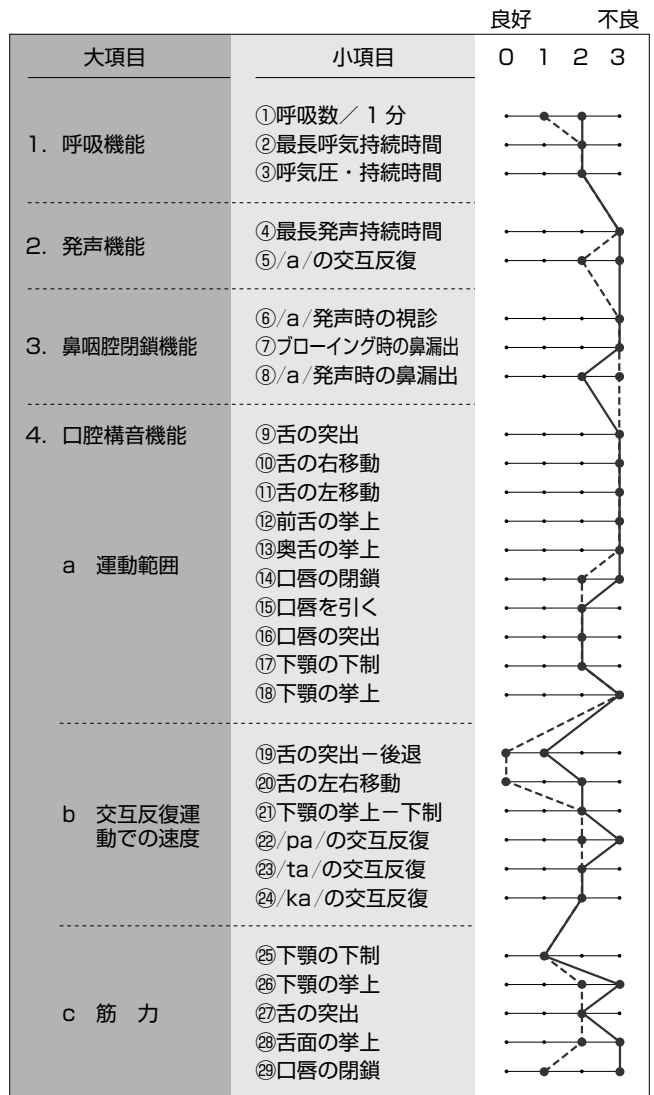 良好 不良
大項目 小項目 0 1 2 3
1. 呼吸機能
①呼吸数／1分
②最長呼気持続時間
③呼気圧・持続時間
2. 発声機能
④最長発声持続時間
⑤/a/の交互反復
3. 鼻咽腔閉鎖機能
⑥/a/発声時の視診
⑦ブローイング時の鼻漏出
⑧/a/発声時の鼻漏出
4. 口腔構音機能
a 運動範囲
⑨舌の突出
⑩舌の右移動
⑪舌の左移動
⑫前舌の挙上
⑬奥舌の挙上
⑭口唇の閉鎖
⑮口唇を引く
⑯口唇の突出
⑰下顎の下制
⑱下顎の挙上
b 交互反復運
動での速度
⑲舌の突出－後退
⑳舌の左右移動
㉑下顎の挙上－下制
㉒/pa/の交互反復
㉓/ta/の交互反復
㉔/ka/の交互反復
c 筋 力
㉕下顎の下制
㉖下顎の挙上
㉗舌の突出
㉘舌面の挙上
㉙口唇の閉鎖